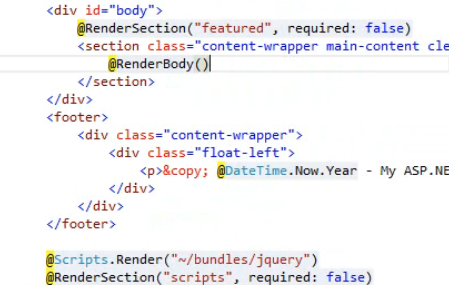 <div id="body">
@RenderSection("featured", required: false)
<section class="content-wrapper main-content cle
@RenderBody()
</section>
</div>
<footer>
<div class="content-wrapper">
<div class="float-left">
<p>&copy; @DateTime.Now.Year - My ASP.NE
</div>
</div>
</footer>
@Scripts.Render("~/bundles/jquery")
@RenderSection("scripts", required: false)